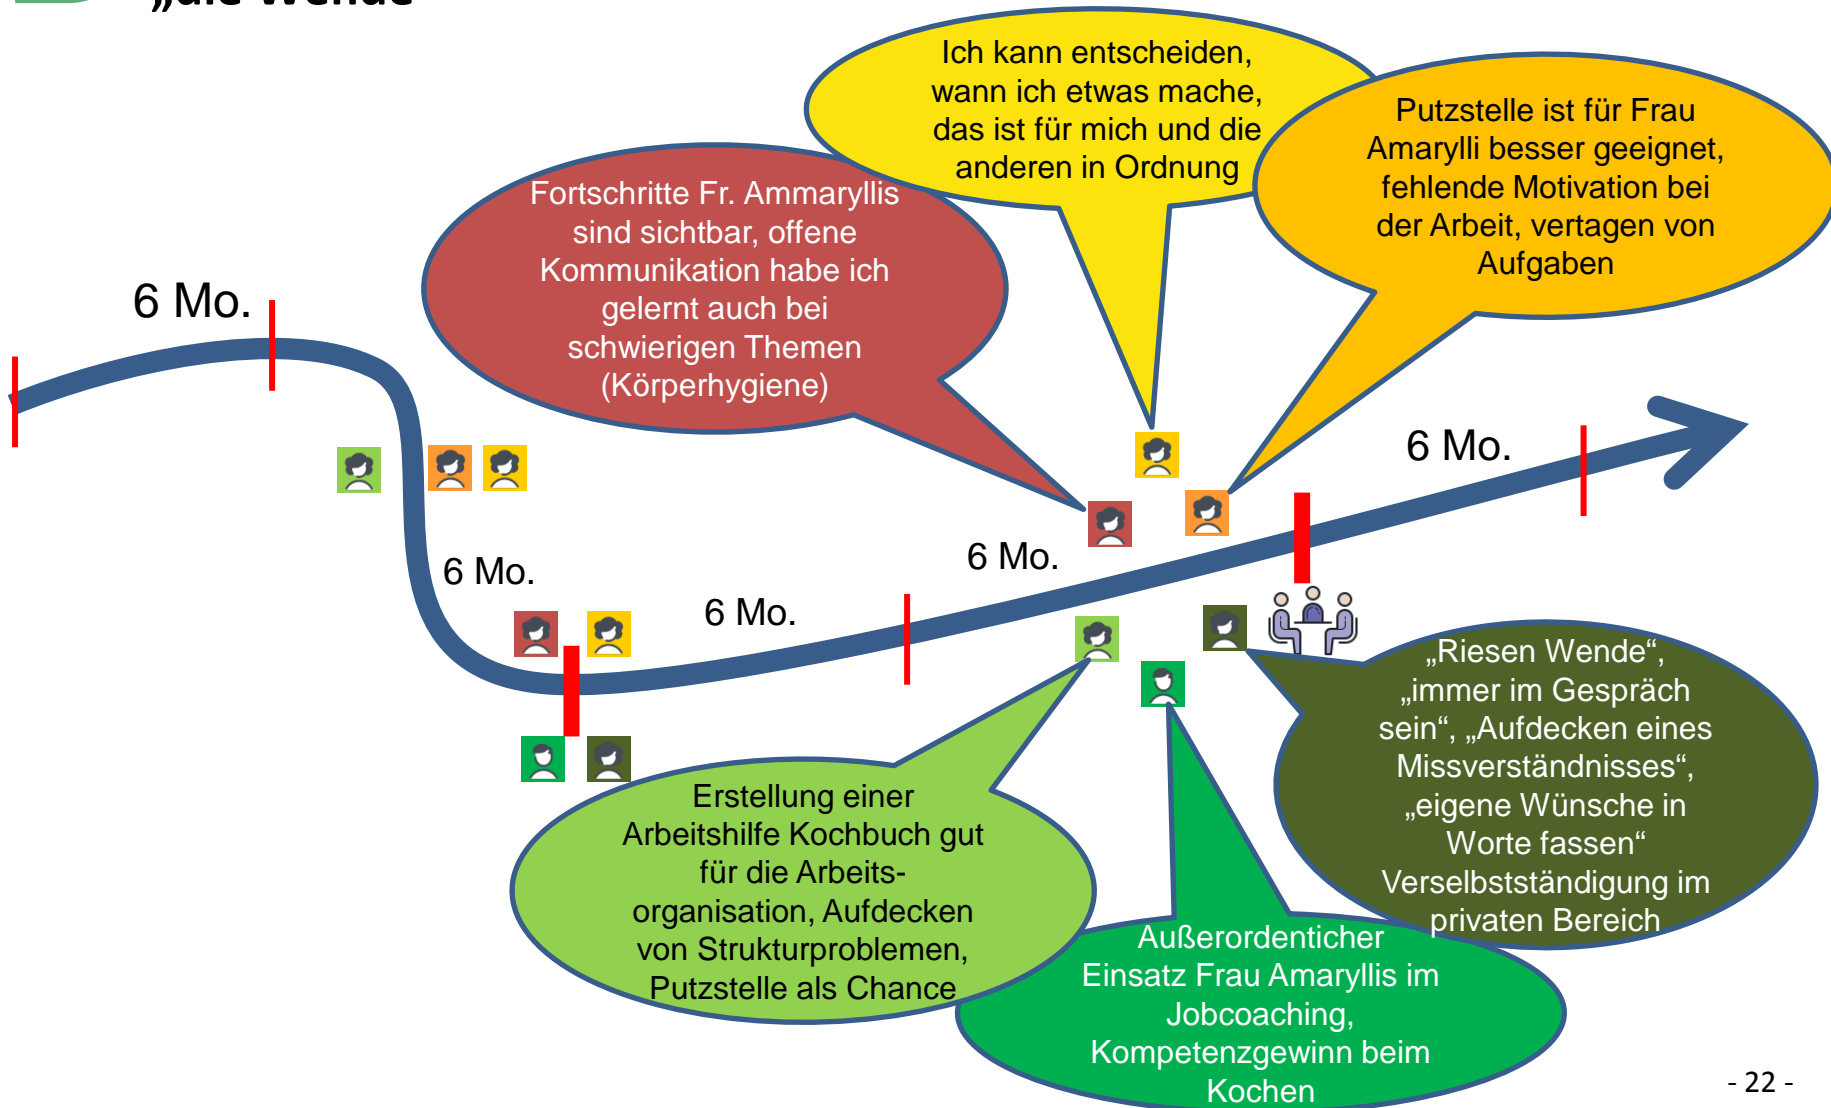 „die Wende“
Ich kann entscheiden,
wann ich etwas mache,
das ist für mich und die
anderen in Ordnung
Putzstelle ist für Frau
Amarylli besser geeignet,
fehlende Motivation bei
der Arbeit, vertagen von
Aufgaben
Fortschritte Fr. Ammaryllis
sind sichtbar, offene
Kommunikation habe ich
gelernt auch bei
schwierigen Themen
(Körperhygiene)
6 Mo.
6 Mo.
6 Mo.
6 Mo.
6 Mo.
„Riesen Wende“,
„immer im Gespräch
sein“, „Aufdecken eines
Missverständnisses“,
„eigene Wünsche in
Worte fassen“
Verselbstständigung im
privaten Bereich
Erstellung einer
Arbeitshilfe Kochbuch gut
für die Arbeits-
organisation, Aufdecken
von Strukturproblemen,
Putzstelle als Chance
Außerordenticher
Einsatz Frau Amaryllis im
Jobcoaching,
Kompetenzgewinn beim
Kochen
- 22 -